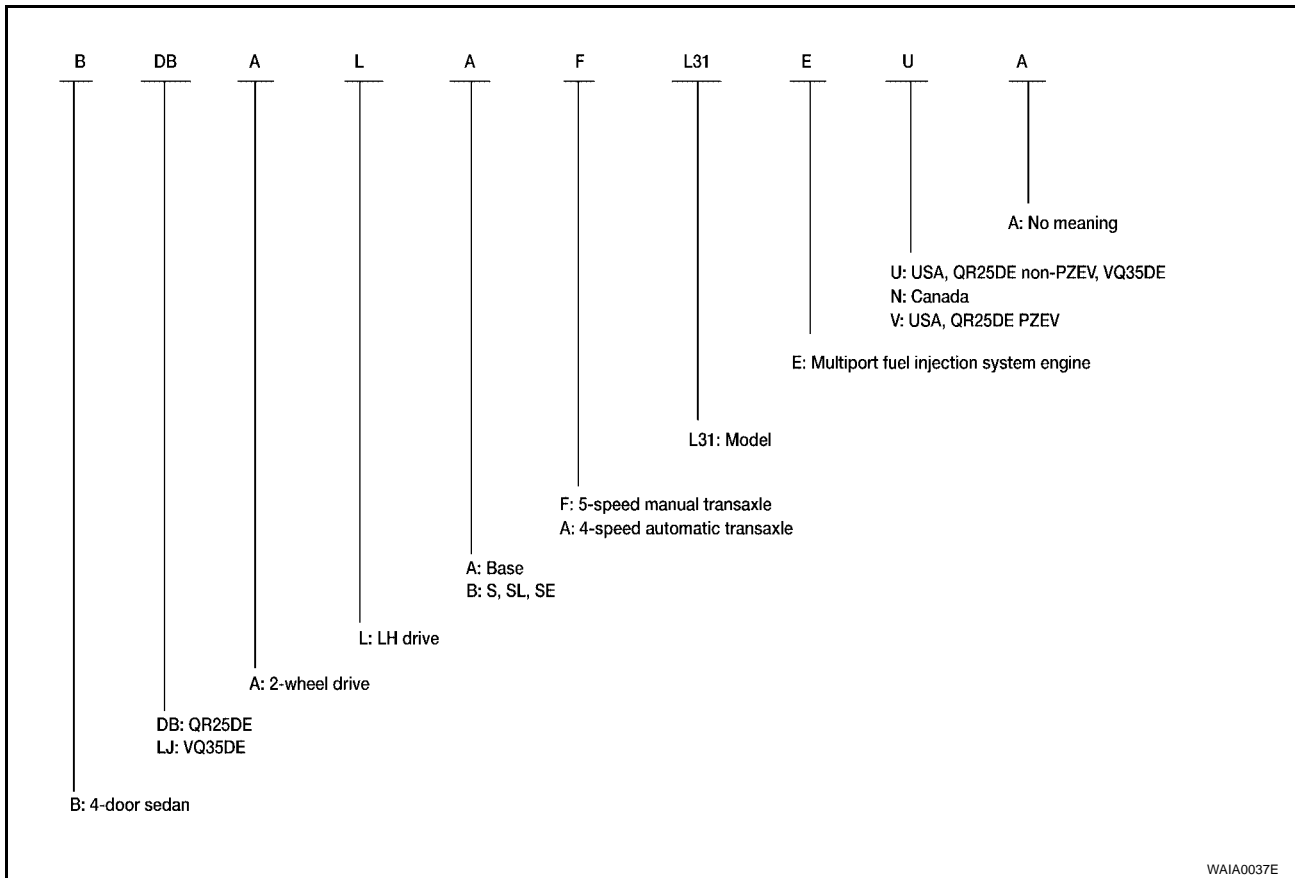 B DB A L A F L31 E U A
A: No meaning
U: USA, QR25DE non-PZEV, VQ35DE
N: Canada
V: USA, QR25DE PZEV
E: Multiport fuel injection system engine
L31: Model
F: 5-speed manual transaxle
A: 4-speed automatic transaxle
A: Base
B: S, SL, SE
L: LH drive
A: 2-wheel drive
DB: QR25DE
LJ: VQ35DE
B: 4-door sedan
WAIA0037E